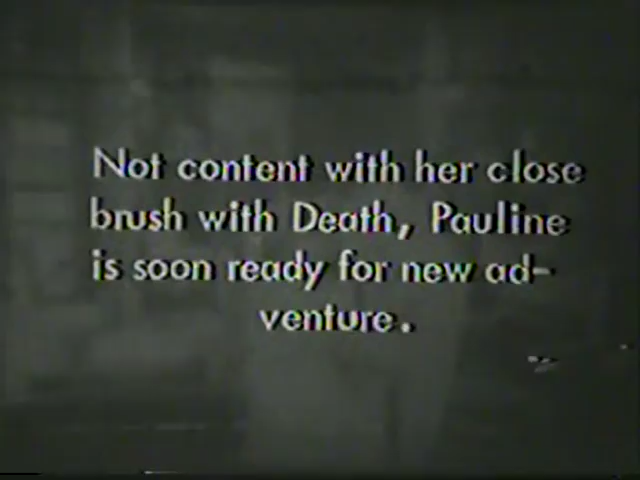 Not content with her close
brush with Death, Pauline
is soon ready for new ad-
venture.